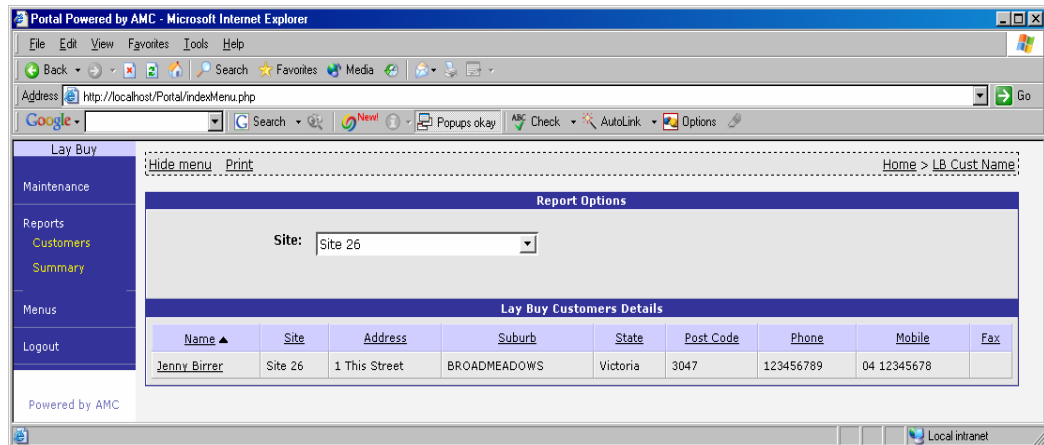 Portal Powered by AMC - Microsoft Internet Explorer
File Edit View Favorites Tools Help
Back Search Favorites Media
Address http://localhost/Portal/indexMenu.php Go
Google Search New! Popups okay ABC Check AutoLink Options
Lay Buy
Hide menu Print Home > LB Cust Name
Maintenance
Report Options
Reports
Customers
Summary
Site: Site 26
Menus
Logout
Lay Buy Customers Details
Name ▲ Site Address Suburb State Post Code Phone Mobile Fax
Jenny Birrer Site 26 1 This Street BROADMEADOWS Victoria 3047 123456789 04 12345678
Powered by AMC
Local intranet